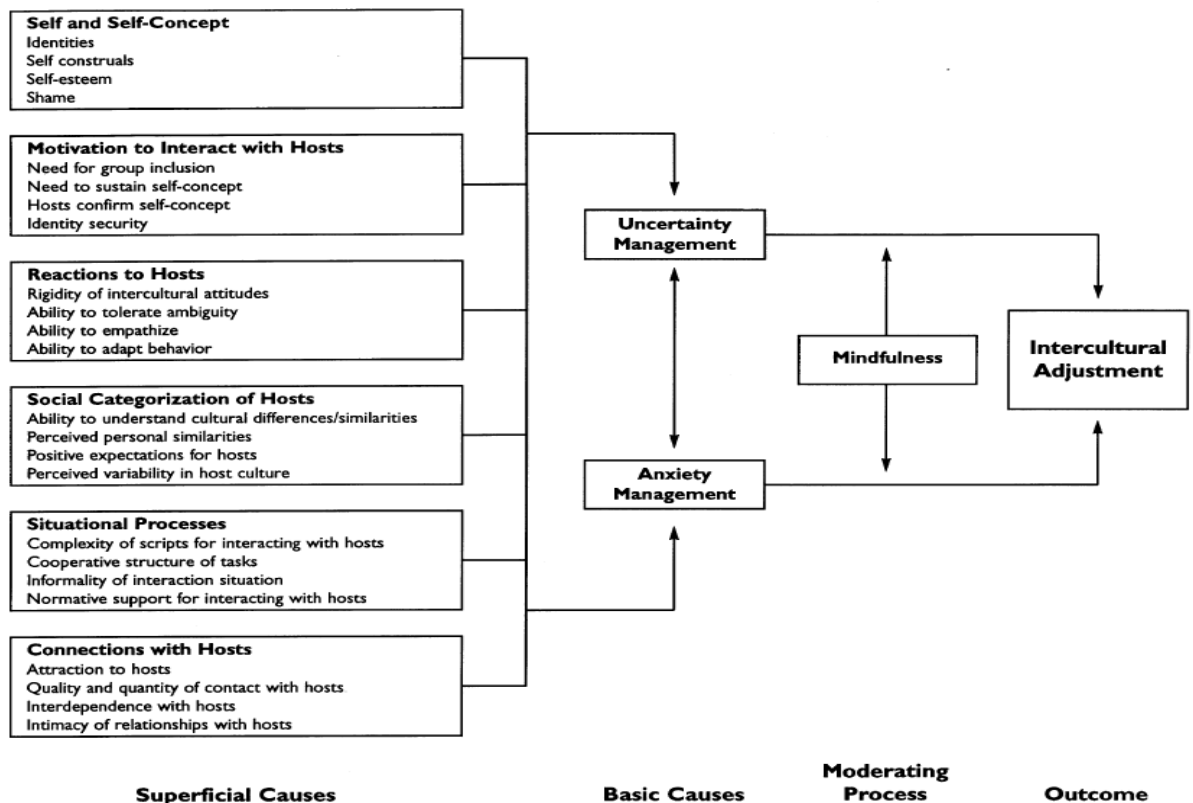 Self and Self-Concept
Identities
Self construals
Self-esteem
Shame
Motivation to Interact with Hosts
Need for group inclusion
Need to sustain self-concept
Hosts confirm self-concept
Identity security
Reactions to Hosts
Rigidity of intercultural attitudes
Ability to tolerate ambiguity
Ability to empathize
Ability to adapt behavior
Social Categorization of Hosts
Ability to understand cultural differences/similarities
Perceived personal similarities
Positive expectations for hosts
Perceived variability in host culture
Situational Processes
Complexity of scripts for interacting with hosts
Cooperative structure of tasks
Informality of interaction situation
Normative support for interacting with hosts
Connections with Hosts
Attraction to hosts
Quality and quantity of contact with hosts
Interdependence with hosts
Intimacy of relationships with hosts
Uncertainty
Management
Anxiety
Management
Mindfulness
Intercultural
Adjustment
Superficial Causes
Basic Causes
Moderating
Process
Outcome